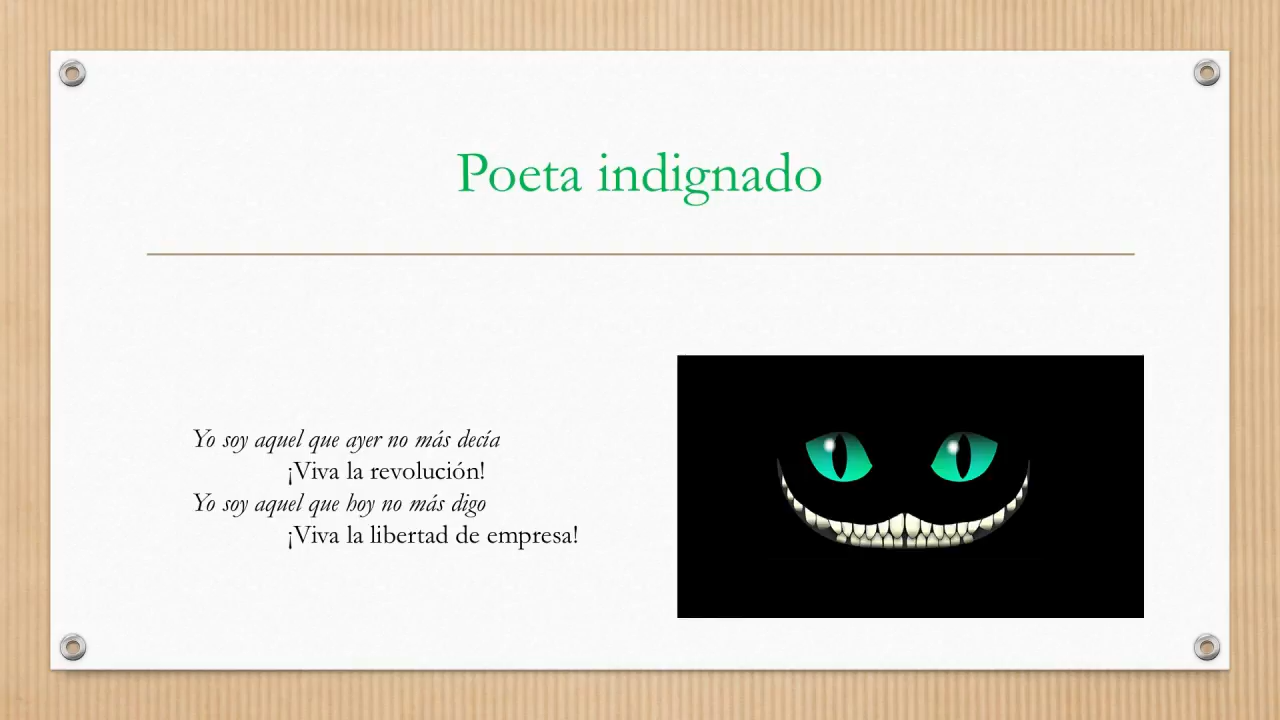 Poeta indignado
Yo soy aquel que ayer no más decía
¡Viva la revolución!
Yo soy aquel que hoy no más digo
¡Viva la libertad de empresa!